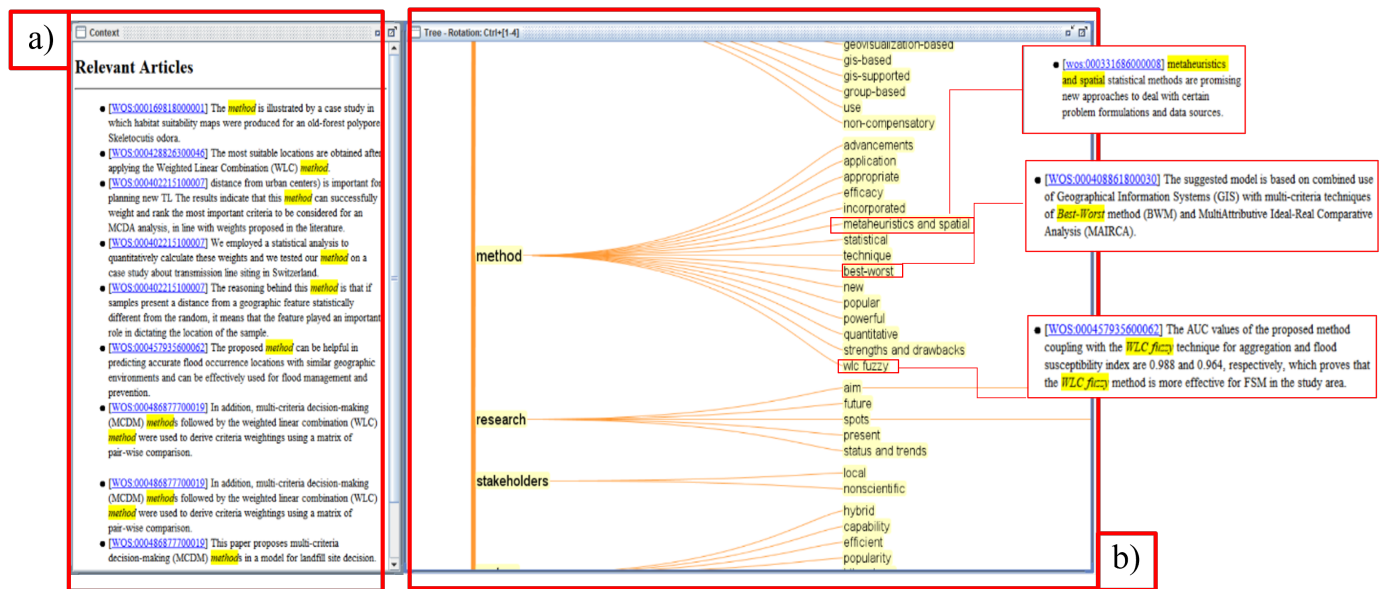 a)
Context
Relevant Articles
[WOS:000169818000001] The method is illustrated by a case study in
which habitat suitability maps were produced for an old-forest polypore
Skeletocutis odora.
[WOS:000428826300046] The most suitable locations are obtained after
applying the Weighted Linear Combination (WLC) method.
[WOS:000402215100007] distance from urban centers) is important for
planning new TL The results indicate that this method can successfully
weight and rank the most important criteria to be considered for an
MCDA analysis, in line with weights proposed in the literature.
[WOS:000402215100007] We employed a statistical analysis to
quantitatively calculate these weights and we tested our method on a
case study about transmission line siting in Switzerland.
[WOS:000402215100007] The reasoning behind this method is that if
samples present a distance from a geographic feature statistically
different from the random, it means that the feature played an important
role in dictating the location of the sample.
[WOS:000457935600062] The proposed method can be helpful in
predicting accurate flood occurrence locations with similar geographic
environments and can be effectively used for flood management and
prevention.
[WOS:000486877700019] In addition, multi-criteria decision-making
(MCDM) methods followed by the weighted linear combination (WLC)
method were used to derive criteria weightings using a matrix of
pair-wise comparison.
[WOS:000486877700019] In addition, multi-criteria decision-making
(MCDM) methods followed by the weighted linear combination (WLC)
method were used to derive criteria weightings using a matrix of
pair-wise comparison.
[WOS:000486877700019] This paper proposes multi-criteria
decision-making (MCDM) methods in a model for landfill site decision.
Tree - Rotation: Ctrl+[1-4]
geovisualization-based
gis-based
gis-supported
group-based
use
non-compensatory
method
advancements
application
appropriate
efficacy
incorporated
metaheuristics and spatial
statistical
technique
best-worst
new
popular
powerful
quantitative
strengths and drawbacks
wlc fuzzy
research
aim
future
spots
present
status and trends
stakeholders
local
nonscientific
hybrid
capability
efficient
popularity
[wos:000331686000008] metaheuristics
and spatial statistical methods are promising
new approaches to deal with certain
problem formulations and data sources.
[WOS:000408861800030] The suggested model is based on combined use
of Geographical Information Systems (GIS) with multi-criteria techniques
of Best-Worst method (BWM) and MultiAttributive Ideal-Real Comparative
Analysis (MAIRCA).
[WOS:000457935600062] The AUC values of the proposed method
coupling with the WLC fuzzy technique for aggregation and flood
susceptibility index are 0.988 and 0.964, respectively, which proves that
the WLC fuzzy method is more effective for FSM in the study area.
b)